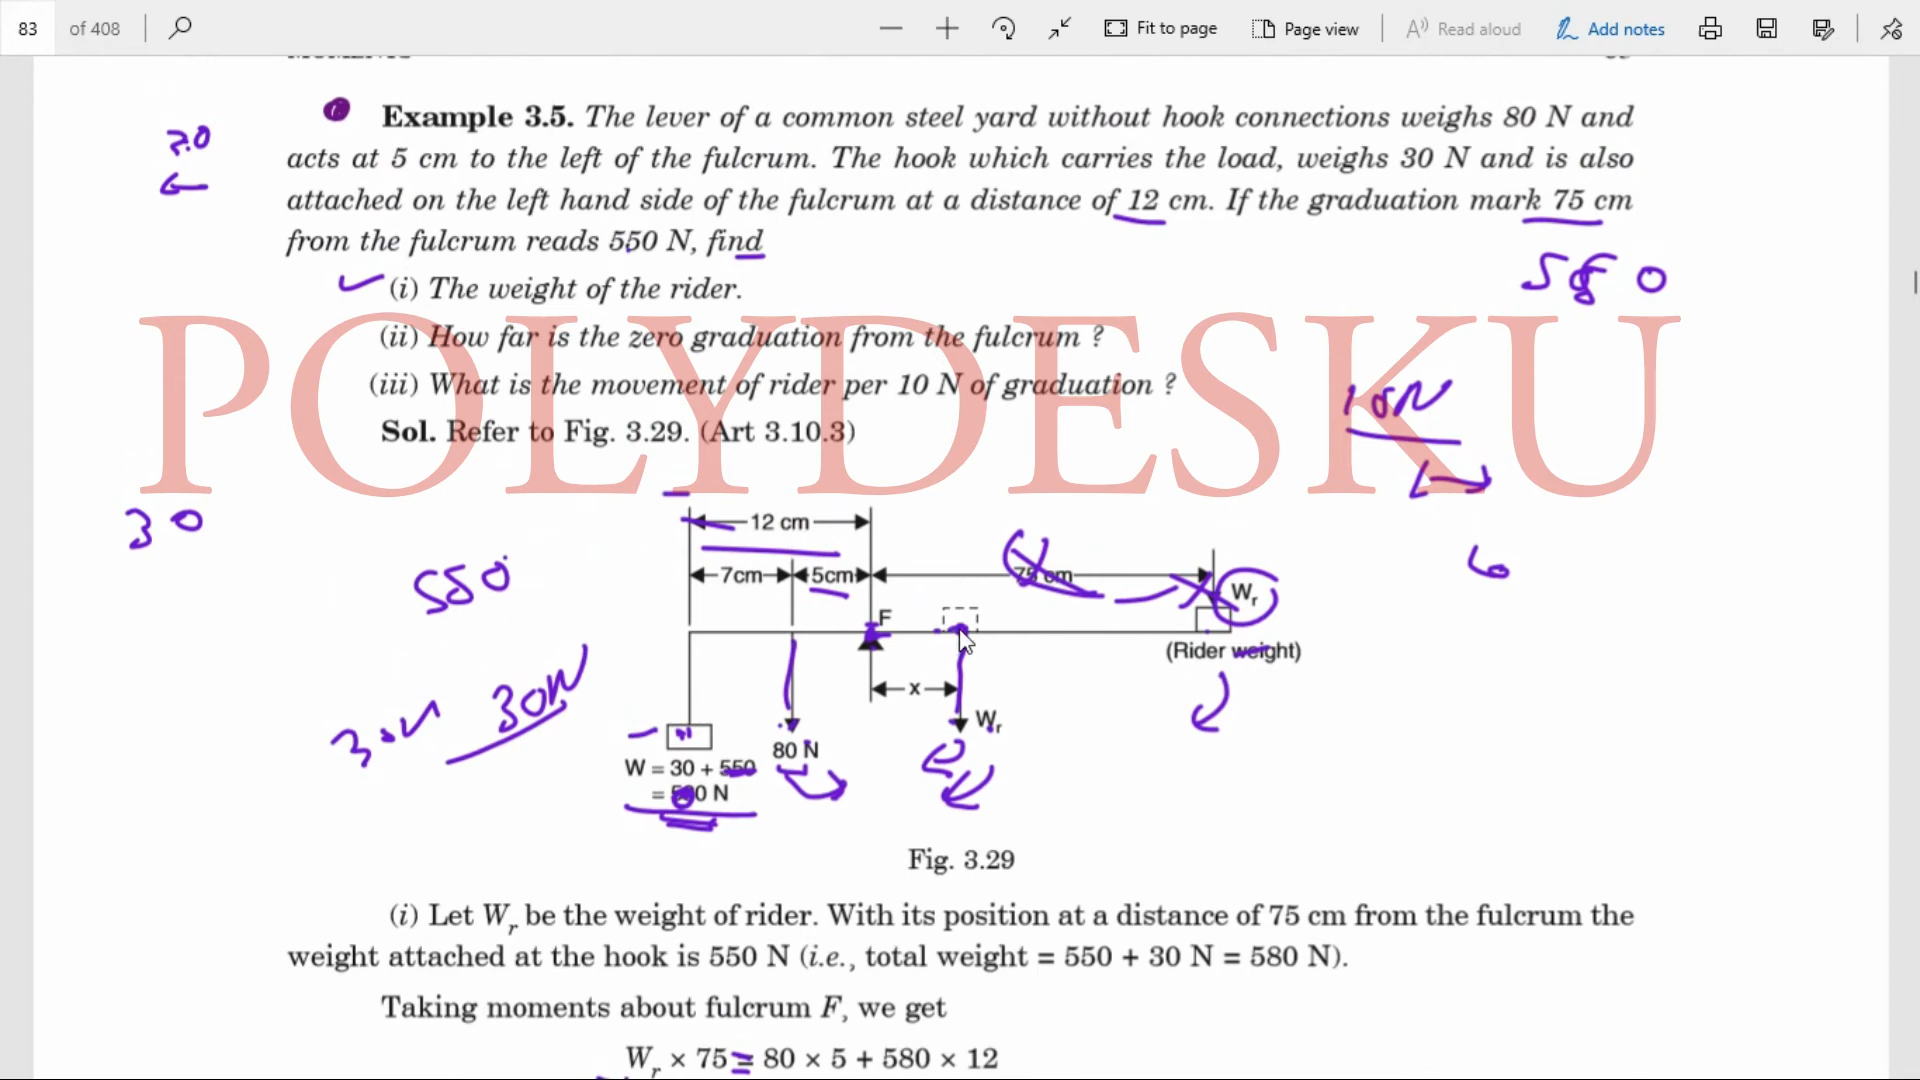 83 of 408 Fit to page Page view Read aloud Add notes
Example 3.5. The lever of a common steel yard without hook connections weighs 80 N and
acts at 5 cm to the left of the fulcrum. The hook which carries the load, weighs 30 N and is also
attached on the left hand side of the fulcrum at a distance of 12 cm. If the graduation mark 75 cm
from the fulcrum reads 550 N, find
580
(i) The weight of the rider.
(ii) How far is the zero graduation from the fulcrum ?
(iii) What is the movement of rider per 10 N of graduation ?
10N
POLYDESKU
Sol. Refer to Fig. 3.29. (Art 3.10.3)
30
12 cm
550
7cm 5cm 75 cm
Wr
F
(Rider weight)
x
30N 30N
Wr
80 N
W = 30 + 550
= 580 N
Fig. 3.29
(i) Let Wr be the weight of rider. With its position at a distance of 75 cm from the fulcrum the
weight attached at the hook is 550 N (i.e., total weight = 550 + 30 N = 580 N).
Taking moments about fulcrum F, we get
Wr × 75 = 80 × 5 + 580 × 12